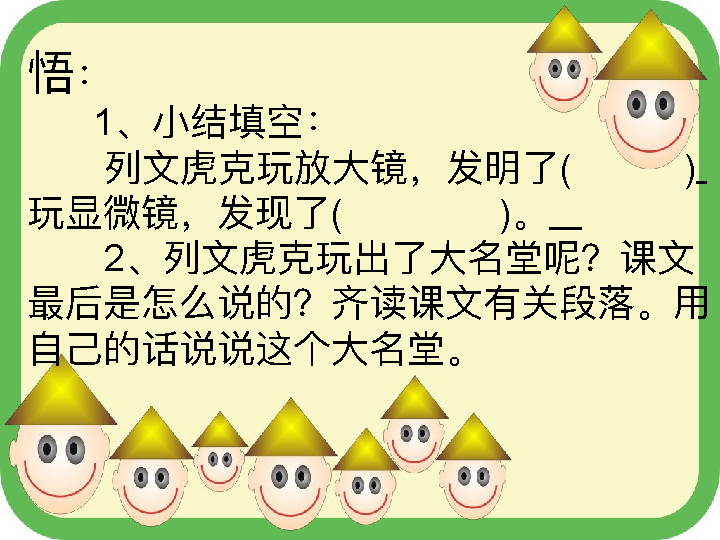 悟：
1、小结填空：
列文虎克玩放大镜，发明了(          )_
玩显微镜，发现了(              )。__
2、列文虎克玩出了大名堂呢？课文
最后是怎么说的？齐读课文有关段落。用
自己的话说说这个大名堂。